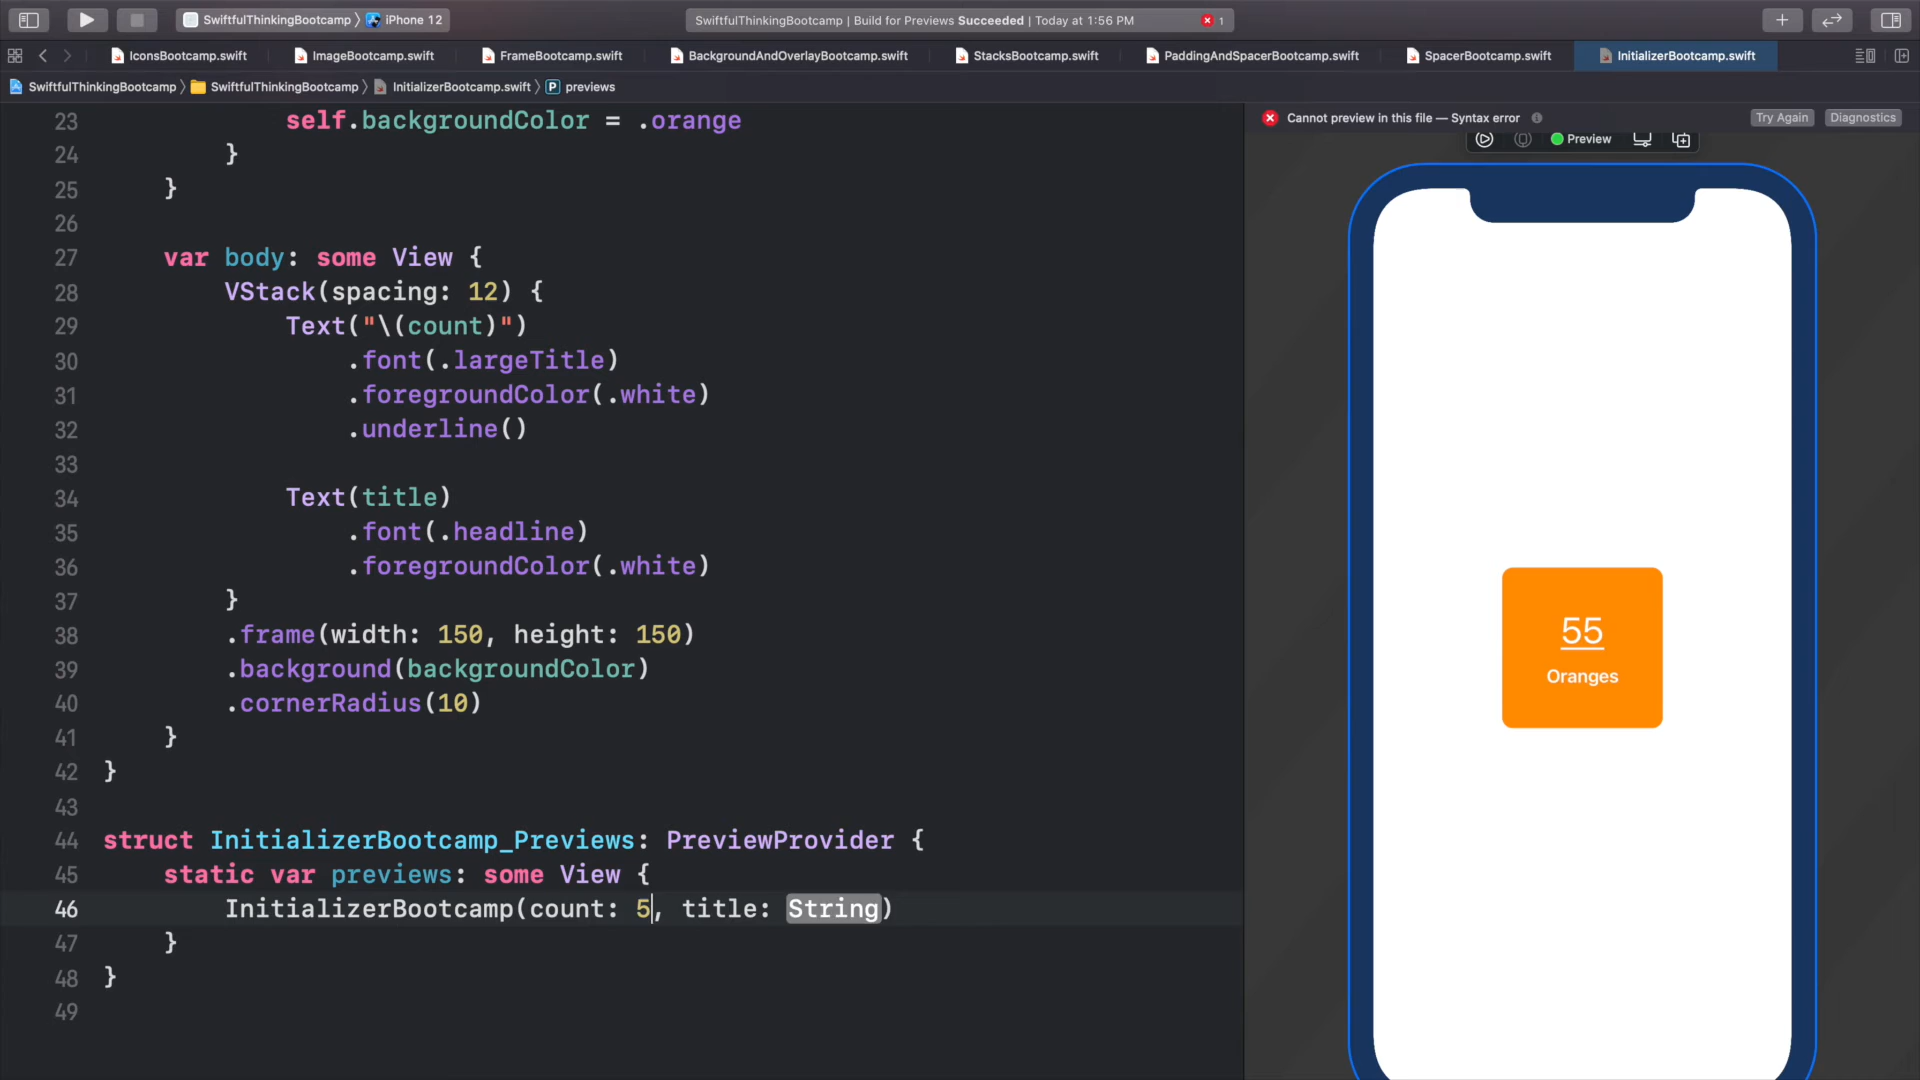 SwiftfulThinkingBootcamp 〉 iPhone 12
SwiftfulThinkingBootcamp | Build for Previews Succeeded | Today at 1:56 PM 1
IconsBootcamp.swift ImageBootcamp.swift FrameBootcamp.swift BackgroundAndOverlayBootcamp.swift StacksBootcamp.swift PaddingAndSpacerBootcamp.swift SpacerBootcamp.swift InitializerBootcamp.swift
SwiftfulThinkingBootcamp 〉 SwiftfulThinkingBootcamp 〉 InitializerBootcamp.swift 〉 P previews
23 self.backgroundColor = .orange
24 }
25 }
26
27 var body: some View {
28 VStack(spacing: 12) {
29 Text("\(count)")
30 .font(.largeTitle)
31 .foregroundColor(.white)
32 .underline()
33
34 Text(title)
35 .font(.headline)
36 .foregroundColor(.white)
37 }
38 .frame(width: 150, height: 150)
39 .background(backgroundColor)
40 .cornerRadius(10)
41 }
42 }
43
44 struct InitializerBootcamp_Previews: PreviewProvider {
45 static var previews: some View {
46 InitializerBootcamp(count: 5, title: String)
47 }
48 }
49
Cannot preview in this file — Syntax error Try Again Diagnostics
Preview
55
Oranges